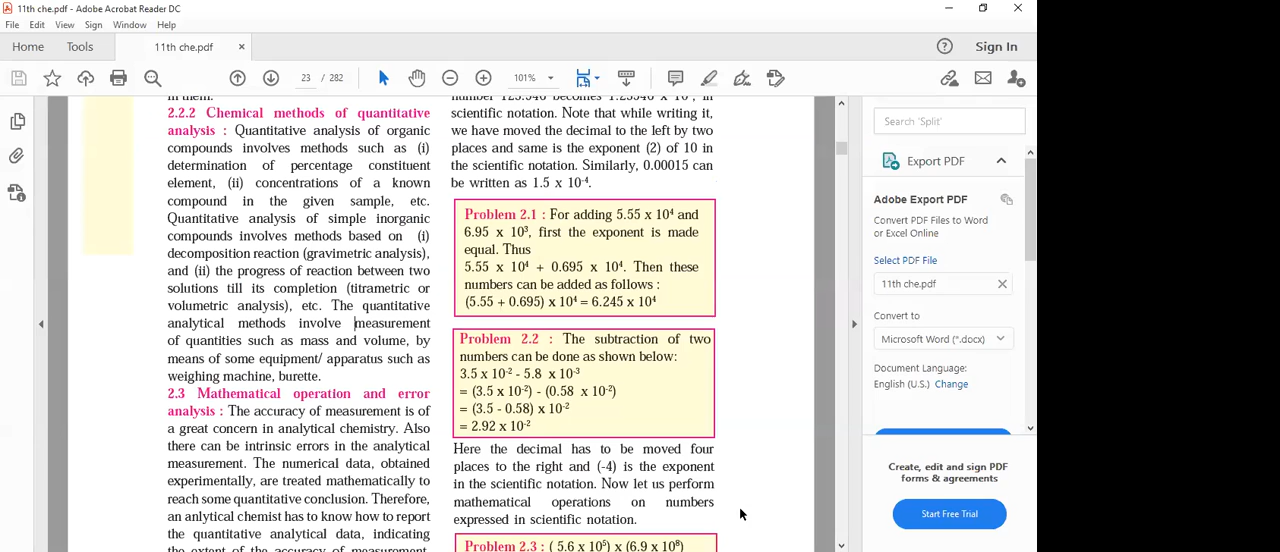 11th che.pdf - Adobe Acrobat Reader DC
File Edit View Sign Window Help
Home Tools 11th che.pdf × Sign In
23 / 282 101%
in them.
2.2.2 Chemical methods of quantitative
analysis : Quantitative analysis of organic
compounds involves methods such as (i)
determination of percentage constituent
element, (ii) concentrations of a known
compound in the given sample, etc.
Quantitative analysis of simple inorganic
compounds involves methods based on (i)
decomposition reaction (gravimetric analysis),
and (ii) the progress of reaction between two
solutions till its completion (titrametric or
volumetric analysis), etc. The quantitative
analytical methods involve measurement
of quantities such as mass and volume, by
means of some equipment/ apparatus such as
weighing machine, burette.
2.3 Mathematical operation and error
analysis : The accuracy of measurement is of
a great concern in analytical chemistry. Also
there can be intrinsic errors in the analytical
measurement. The numerical data, obtained
experimentally, are treated mathematically to
reach some quantitative conclusion. Therefore,
an anlytical chemist has to know how to report
the quantitative analytical data, indicating
the extent of the accuracy of measurement,
number 123.546 becomes 1.23546 x 10², in
scientific notation. Note that while writing it,
we have moved the decimal to the left by two
places and same is the exponent (2) of 10 in
the scientific notation. Similarly, 0.00015 can
be written as 1.5 x 10⁻⁴.
Problem 2.1 : For adding 5.55 x 10⁴ and
6.95 x 10³, first the exponent is made
equal. Thus
5.55 x 10⁴ + 0.695 x 10⁴. Then these
numbers can be added as follows :
(5.55 + 0.695) x 10⁴ = 6.245 x 10⁴
Problem 2.2 : The subtraction of two
numbers can be done as shown below:
3.5 x 10⁻² - 5.8 x 10⁻³
= (3.5 x 10⁻²) - (0.58 x 10⁻²)
= (3.5 - 0.58) x 10⁻²
= 2.92 x 10⁻²
Here the decimal has to be moved four
places to the right and (-4) is the exponent
in the scientific notation. Now let us perform
mathematical operations on numbers
expressed in scientific notation.
Problem 2.3 : ( 5.6 x 10⁵) x (6.9 x 10⁸)
Search 'Split'
Export PDF
Adobe Export PDF
Convert PDF Files to Word
or Excel Online
Select PDF File
11th che.pdf
Convert to
Microsoft Word (*.docx)
Document Language:
English (U.S.) Change
Create, edit and sign PDF
forms & agreements
Start Free Trial